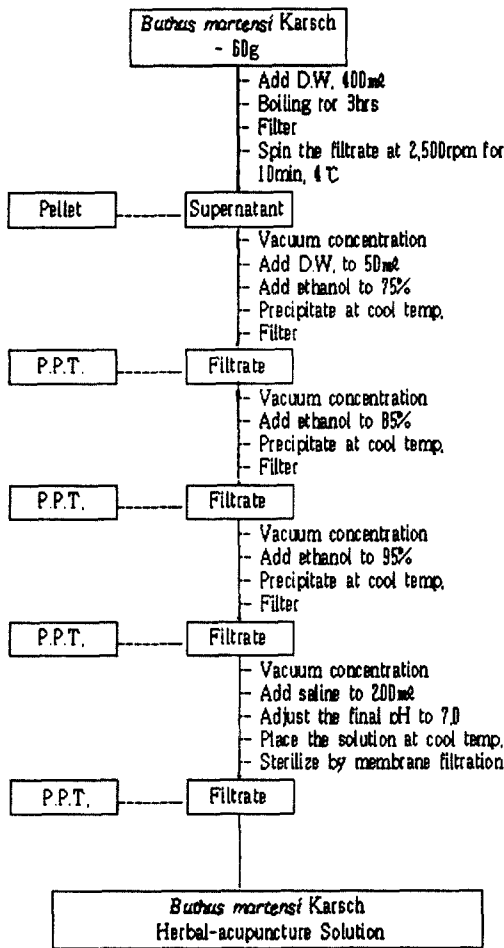 Buthus martensi Karsch
- 60g
- Add D.W. 400㎖
- Boiling for 3hrs
- Filter
- Spin the filtrate at 2,500rpm for
10min, 4℃
Pellet
Supernatant
- Vacuum concentration
- Add D.W. to 50㎖
- Add ethanol to 75%
- Precipitate at cool temp.
- Filter
P.P.T.
Filtrate
- Vacuum concentration
- Add ethanol to 85%
- Precipitate at cool temp.
- Filter
P.P.T.
Filtrate
- Vacuum concentration
- Add ethanol to 95%
- Precipitate at cool temp.
- Filter
P.P.T.
Filtrate
- Vacuum concentration
- Add saline to 200㎖
- Adjust the final pH to 7.0
- Place the solution at cool temp.
- Sterilize by membrane filtration
P.P.T.
Filtrate
Buthus martensi Karsch
Herbal-acupuncture Solution